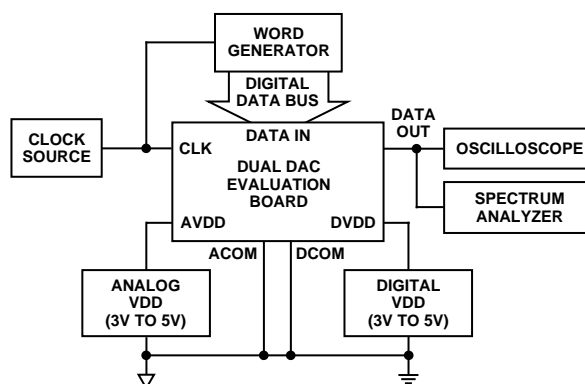 WORD
GENERATOR
DIGITAL
DATA BUS
DATA
OUT
CLOCK
SOURCE
CLK
DATA IN
DUAL DAC
EVALUATION
BOARD
OSCILLOSCOPE
SPECTRUM
ANALYZER
AVDD
DVDD
ACOM
DCOM
ANALOG
VDD
(3V TO 5V)
DIGITAL
VDD
(3V TO 5V)